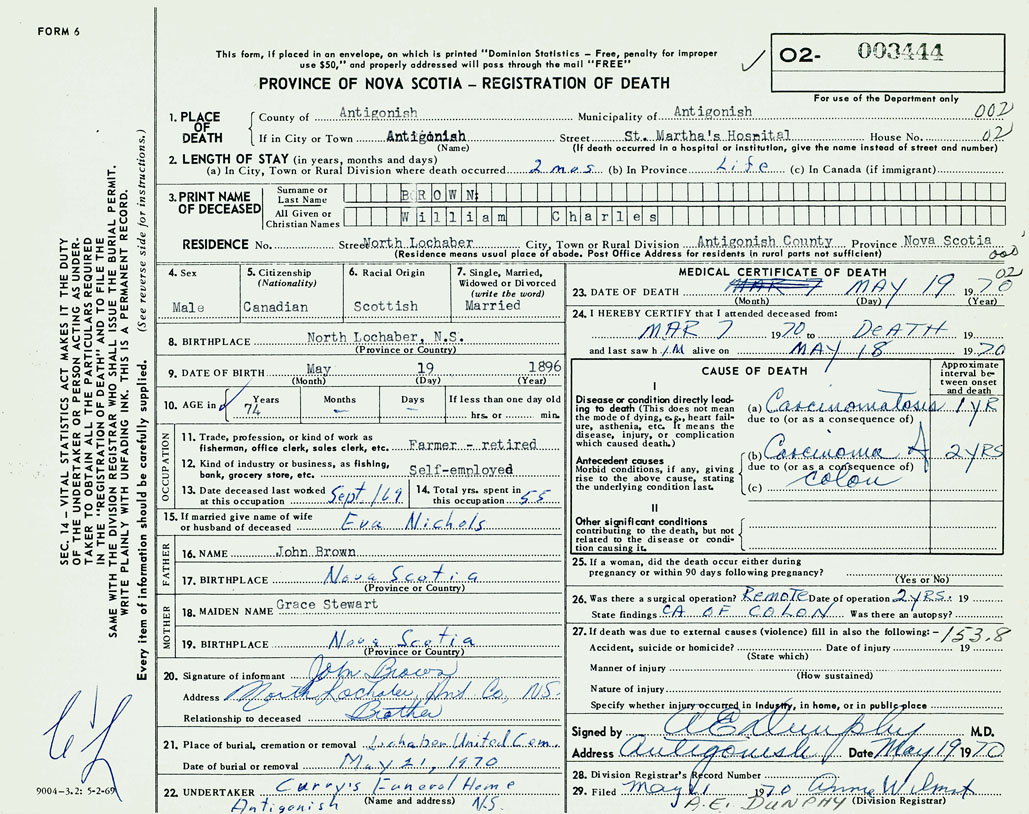 FORM 6
This form, if placed in an envelope, on which is printed "Dominion Statistics – Free, penalty for improper
use $50," and properly addressed will pass through the mail "FREE"
PROVINCE OF NOVA SCOTIA – REGISTRATION OF DEATH
O2- 003444
For use of the Department only
1. PLACE OF DEATH County of Antigonish Municipality of Antigonish 002
If in City or Town Antigonish Street St. Martha's Hospital House No. 02
(Name) (If death occurred in a hospital or institution, give the name instead of street and number)
2. LENGTH OF STAY (in years, months and days)
(a) In City, Town or Rural Division where death occurred 2 mos (b) In Province Life (c) In Canada (if immigrant)
3. PRINT NAME OF DECEASED Surname or Last Name BROWN
All Given or Christian Names William Charles
RESIDENCE No. Street North Lochaber City, Town or Rural Division Antigonish County Province Nova Scotia
(Residence means usual place of abode. Post Office Address for residents in rural parts not sufficient) 000
02
4. Sex Male
5. Citizenship (Nationality) Canadian
6. Racial Origin Scottish
7. Single, Married, Widowed or Divorced (write the word) Married
8. BIRTHPLACE North Lochaber, N.S.
(Province or Country)
9. DATE OF BIRTH May 19 1896
(Month) (Day) (Year)
10. AGE in Years 74 Months – Days – If less than one day old
hrs. or min.
OCCUPATION
11. Trade, profession, or kind of work as
fisherman, office clerk, sales clerk, etc. Farmer - retired
12. Kind of industry or business, as fishing,
bank, grocery store, etc. Self-employed
13. Date deceased last worked at this occupation Sept/69 14. Total yrs. spent in this occupation 55
15. If married give name of wife
or husband of deceased Eva Nichols
FATHER
16. NAME John Brown
17. BIRTHPLACE Nova Scotia
(Province or Country)
MOTHER
18. MAIDEN NAME Grace Stewart
19. BIRTHPLACE Nova Scotia
(Province or Country)
20. Signature of informant John Brown
Address North Lochaber, Ant Co, N.S.
Relationship to deceased Brother
21. Place of burial, cremation or removal Lochaber United Cem.
Date of burial or removal May 21, 1970
22. UNDERTAKER Curry's Funeral Home
(Name and address)
Antigonish N.S.
MEDICAL CERTIFICATE OF DEATH
23. DATE OF DEATH MAR 7 MAY 19 1970
(Month) (Day) (Year)
24. I HEREBY CERTIFY that I attended deceased from:
MAR 7 1970 to DEATH 19
and last saw h IM alive on MAY 18 1970
CAUSE OF DEATH
Approximate interval between onset and death
I
Disease or condition directly leading to death (This does not mean the mode of dying, e.g., heart failure, asthenia, etc. It means the disease, injury, or complication which caused death.)
(a) Carcinomatosis 1 YR
due to (or as a consequence of)
Antecedent causes
Morbid conditions, if any, giving rise to the above cause, stating the underlying condition last.
(b) Carcinoma of 2 YRS
due to (or as a consequence of)
(c) colon
II
Other significant conditions
contributing to the death, but not related to the disease or condition causing it.
25. If a woman, did the death occur either during
pregnancy or within 90 days following pregnancy?
(Yes or No)
26. Was there a surgical operation? REMOTE Date of operation 2 YRS. 19
State findings CA OF COLON Was there an autopsy?
27. If death was due to external causes (violence) fill in also the following: - 153.8
Accident, suicide or homicide? Date of injury 19
(State which)
Manner of injury
(How sustained)
Nature of injury
Specify whether injury occurred in industry, in home, or in public place
Signed by A E Dunphy M.D.
Address Antigonish Date May 19 1970
28. Division Registrar's Record Number
29. Filed May 1970 Annie Wilmot
A.E. DUNPHY (Division Registrar)
SEC. 14 – VITAL STATISTICS ACT MAKES IT THE DUTY
OF THE UNDERTAKER OR PERSON ACTING AS UNDER-
TAKER TO OBTAIN ALL THE PARTICULARS REQUIRED
IN THE "REGISTRATION OF DEATH" AND TO FILE THE
SAME WITH THE DIVISION REGISTRAR WHO SHALL ISSUE THE BURIAL PERMIT.
WRITE PLAINLY WITH UNFADING INK. THIS IS A PERMANENT RECORD.
Every item of information should be carefully supplied. (See reverse side for instructions.)
9004–3.2: 5-2-69